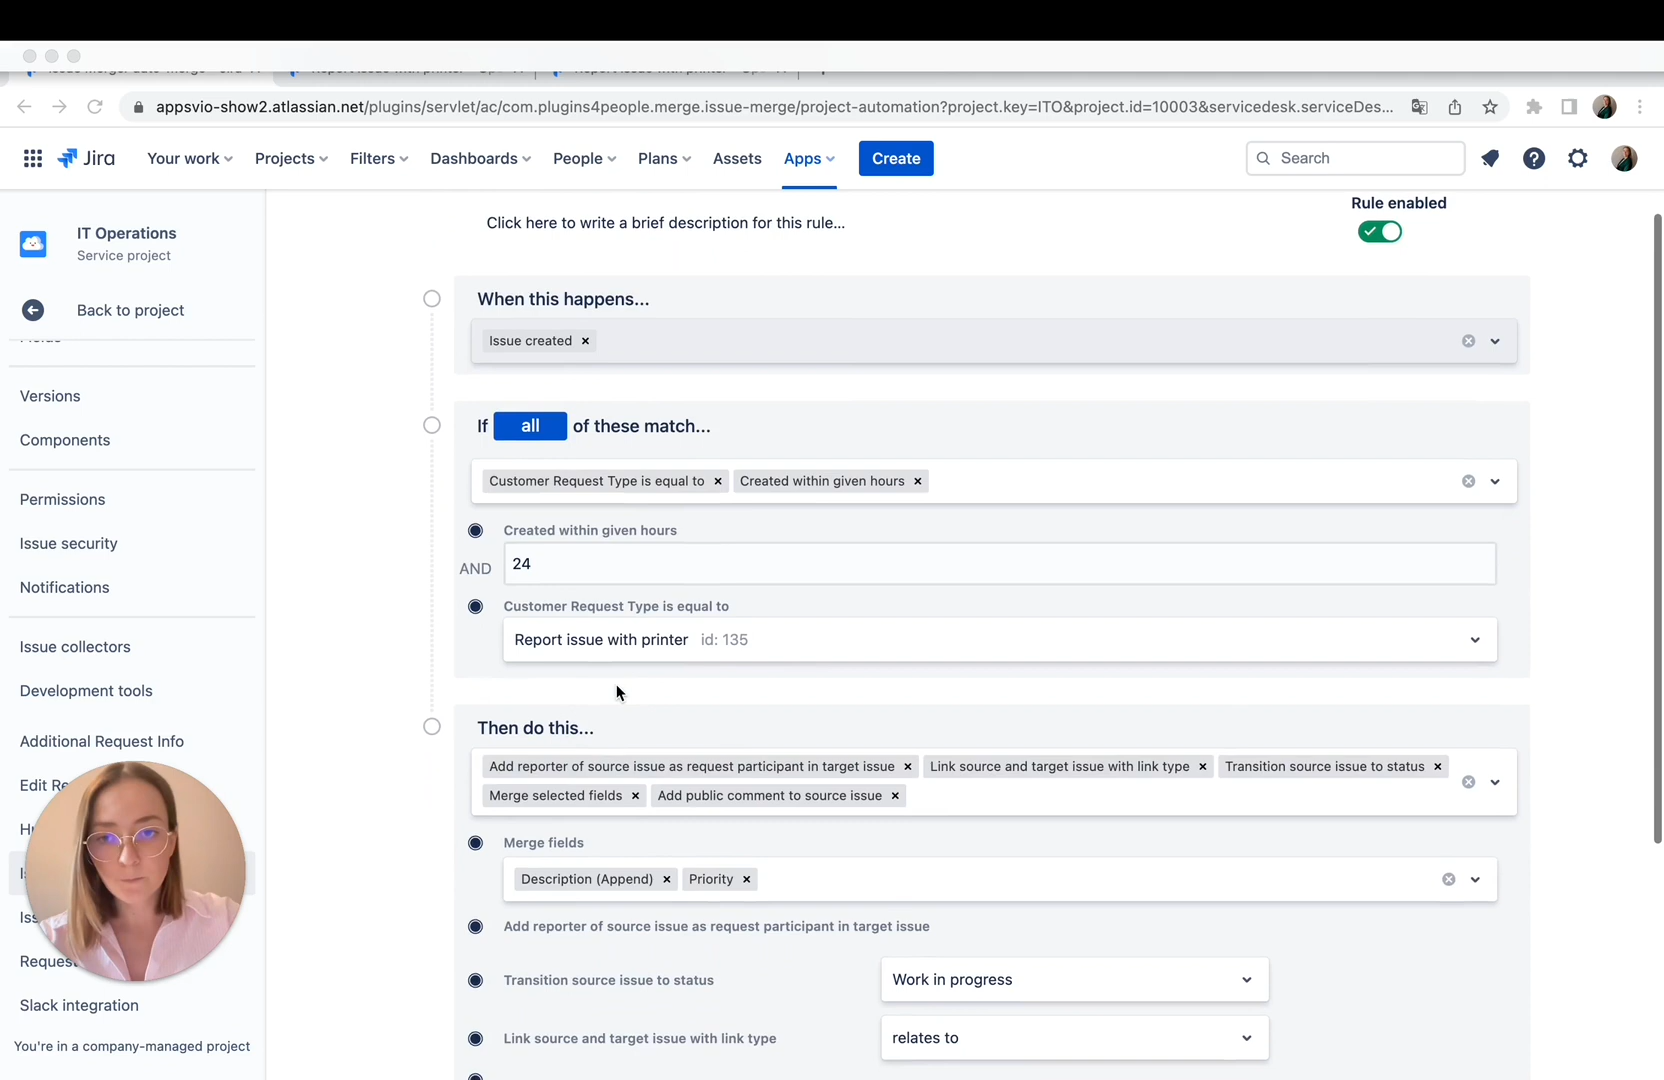 appsvio-show2.atlassian.net/plugins/servlet/ac/com.plugins4people.merge.issue-merge/project-automation?project.key=ITO&project.id=10003&servicedesk.serviceDes...
Jira
Your work
Projects
Filters
Dashboards
People
Plans
Assets
Apps
Create
Search
IT Operations
Service project
Back to project
Versions
Components
Permissions
Issue security
Notifications
Issue collectors
Development tools
Additional Request Info
Edit
Slack integration
You're in a company-managed project
Click here to write a brief description for this rule...
Rule enabled
When this happens...
Issue created
If all of these match...
Customer Request Type is equal to Created within given hours
Created within given hours
AND
24
Customer Request Type is equal to
Report issue with printer id: 135
Then do this...
Add reporter of source issue as request participant in target issue Link source and target issue with link type Transition source issue to status
Merge selected fields Add public comment to source issue
Merge fields
Description (Append) Priority
Add reporter of source issue as request participant in target issue
Transition source issue to status Work in progress
Link source and target issue with link type relates to